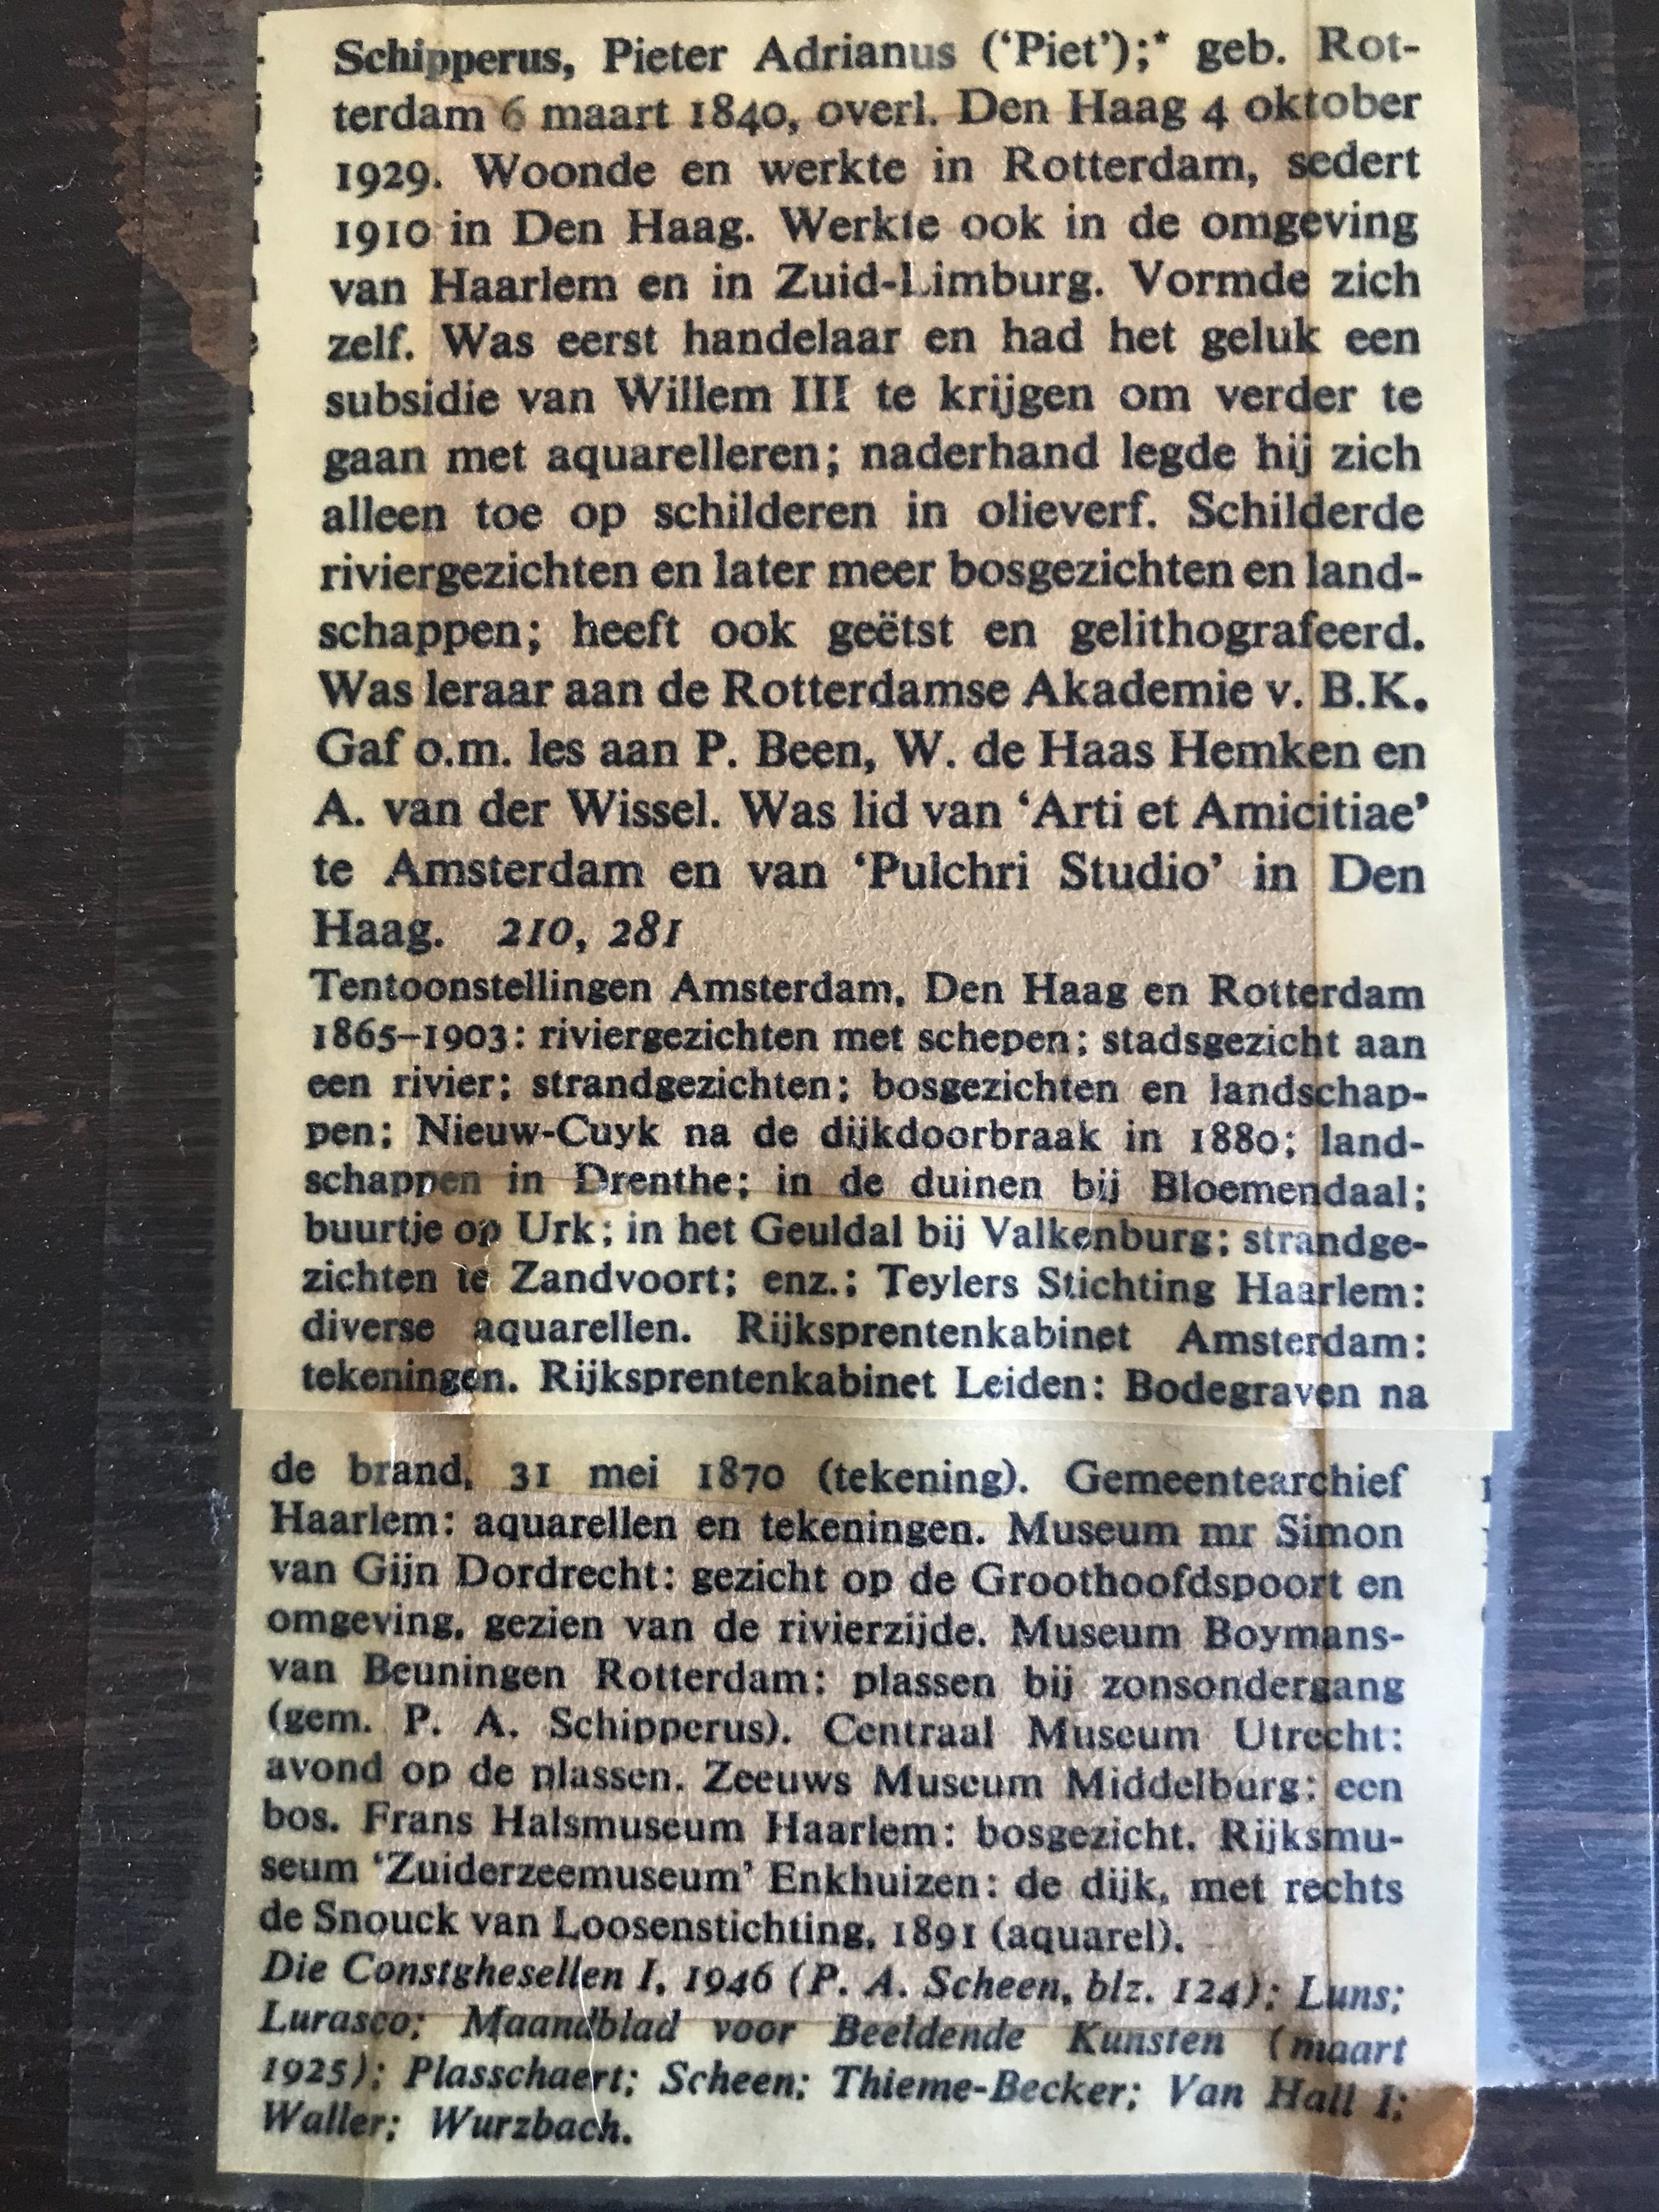 Schipperus, Pieter Adrianus (‘Piet’);* geb. Rot-
terdam 6 maart 1840, overl. Den Haag 4 oktober
1929. Woonde en werkte in Rotterdam, sedert
1910 in Den Haag. Werkte ook in de omgeving
van Haarlem en in Zuid-Limburg. Vormde zich
zelf. Was eerst handelaar en had het geluk een
subsidie van Willem III te krijgen om verder te
gaan met aquarelleren; naderhand legde hij zich
alleen toe op schilderen in olieverf. Schilderde
riviergezichten en later meer bosgezichten en land-
schappen; heeft ook geëtst en gelithografeerd.
Was leraar aan de Rotterdamse Akademie v. B.K.
Gaf o.m. les aan P. Been, W. de Haas Hemken en
A. van der Wissel. Was lid van ‘Arti et Amicitiae’
te Amsterdam en van ‘Pulchri Studio’ in Den
Haag. 210, 281
Tentoonstellingen Amsterdam, Den Haag en Rotterdam
1865–1903: riviergezichten met schepen; stadsgezicht aan
een rivier; strandgezichten; bosgezichten en landschap-
pen; Nieuw-Cuyk na de dijkdoorbraak in 1880; land-
schappen in Drenthe; in de duinen bij Bloemendaal;
buurtje op Urk; in het Geuldal bij Valkenburg; strandge-
zichten te Zandvoort; enz.; Teylers Stichting Haarlem:
diverse aquarellen. Rijksprentenkabinet Amsterdam:
tekeningen. Rijksprentenkabinet Leiden: Bodegraven na
de brand, 31 mei 1870 (tekening). Gemeentearchief
Haarlem: aquarellen en tekeningen. Museum mr Simon
van Gijn Dordrecht: gezicht op de Groothoofdspoort en
omgeving, gezien van de rivierzijde. Museum Boymans-
van Beuningen Rotterdam: plassen bij zonsondergang
(gem. P. A. Schipperus). Centraal Museum Utrecht:
avond op de plassen. Zeeuws Museum Middelburg: een
bos. Frans Halsmuseum Haarlem: bosgezicht. Rijksmu-
seum ‘Zuiderzeemuseum’ Enkhuizen: de dijk, met rechts
de Snouck van Loosenstichting, 1891 (aquarel).
Die Constghesellen I, 1946 (P. A. Scheen, blz. 124); Luns;
Lurasco; Maandblad voor Beeldende Kunsten (maart
1925); Plasschaert; Scheen; Thieme-Becker; Van Hall I;
Waller; Wurzbach.